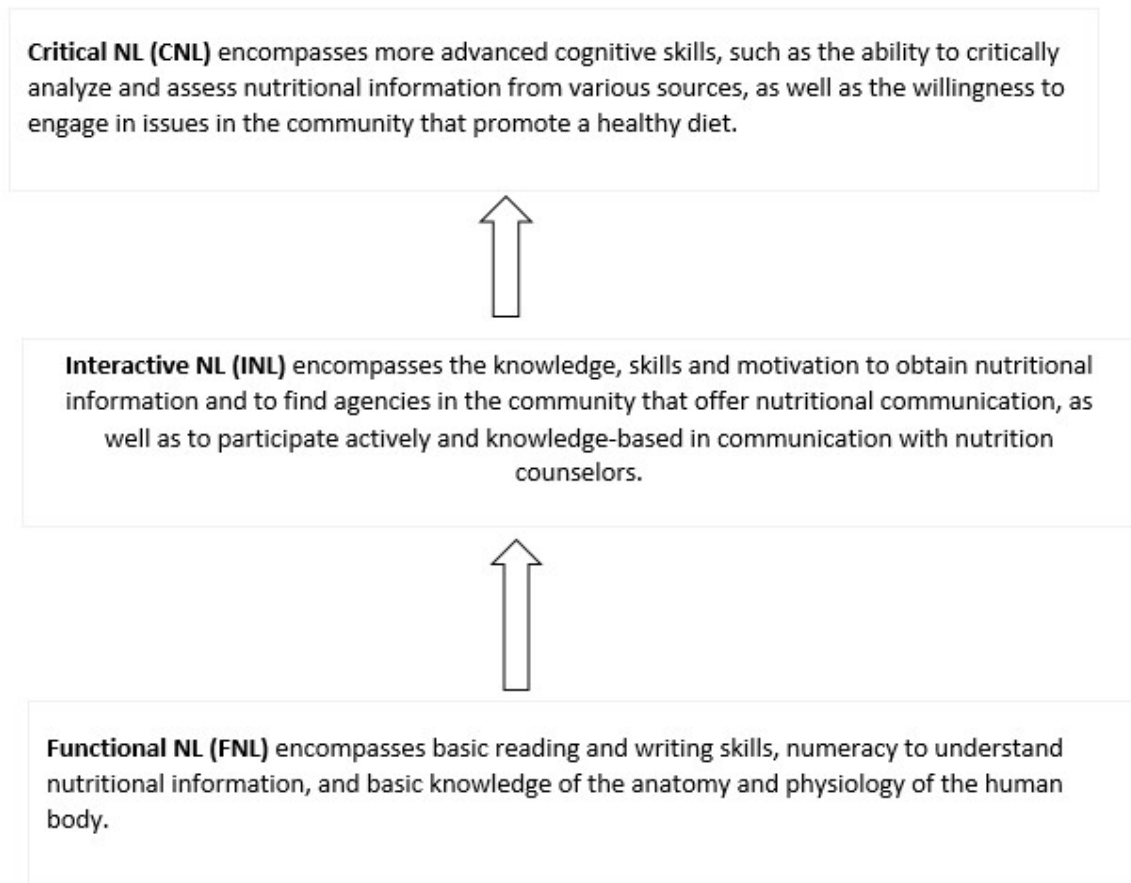 Critical NL (CNL) encompasses more advanced cognitive skills, such as the ability to critically
analyze and assess nutritional information from various sources, as well as the willingness to
engage in issues in the community that promote a healthy diet.
Interactive NL (INL) encompasses the knowledge, skills and motivation to obtain nutritional
information and to find agencies in the community that offer nutritional communication, as
well as to participate actively and knowledge-based in communication with nutrition
counselors.
Functional NL (FNL) encompasses basic reading and writing skills, numeracy to understand
nutritional information, and basic knowledge of the anatomy and physiology of the human
body.